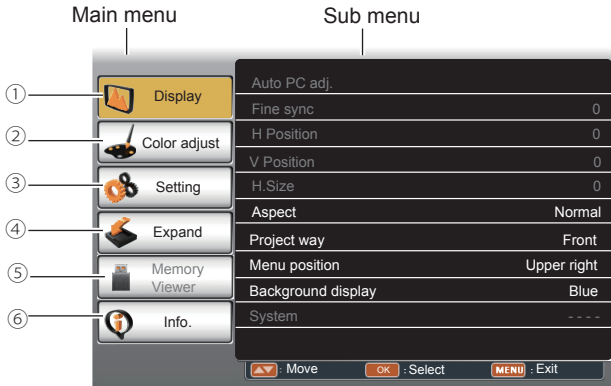 Main menu
Sub menu
① Display
② Color adjust
③ Setting
④ Expand
⑤ Memory
Viewer
⑥ Info.
Auto PC adj.
Fine sync 0
H Position 0
V Position 0
H.Size 0
Aspect Normal
Project way Front
Menu position Upper right
Background display Blue
System - - - -
: Move OK : Select MENU : Exit